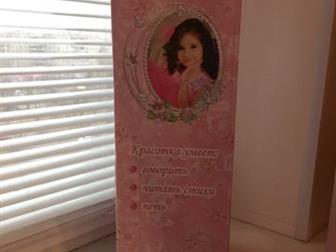 Красотка умеет:
говорить
читать стихи
петь